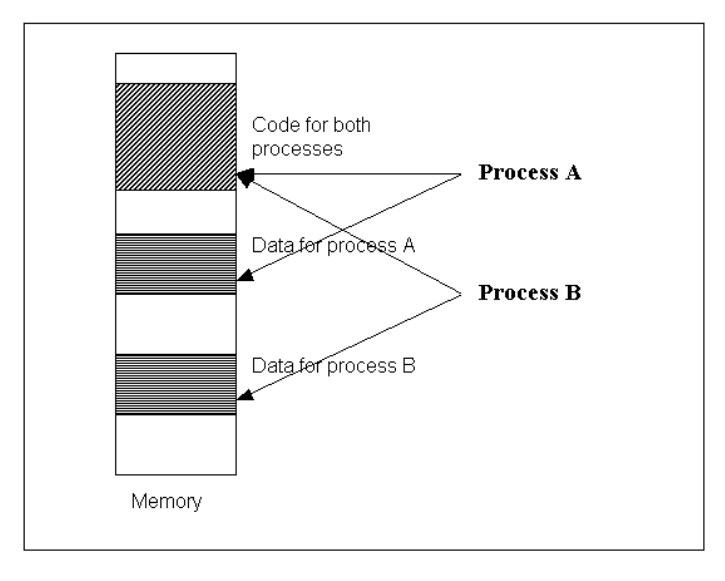 Code for both
processes
Process A
Data for process A
Process B
Data for process B
Memory